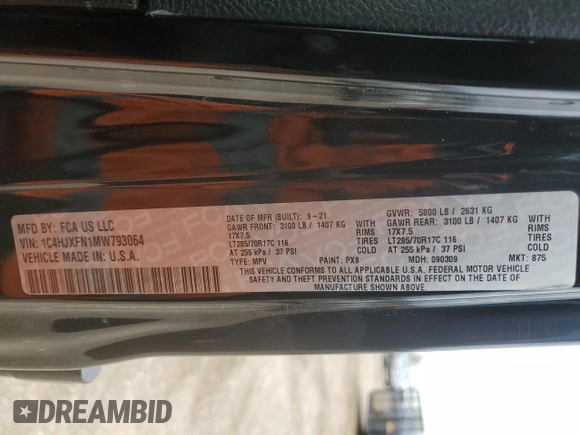 MFD BY: FCA US LLC
VIN: 1C4HJXFN1MW793064
VEHICLE MADE IN U.S.A.
DATE OF MFR (BUILT): 9-21
GAWR FRONT: 3100 LB / 1407 KG WITH
17X7.5 RIMS
LT285/70R17C 116 TIRES
AT 255 kPa / 37 PSI COLD
TYPE: MPV PAINT: PX8 MDH: 090309 MKT: 875
GVWR: 5800 LB / 2631 KG
GAWR REAR: 3100 LB / 1407 KG WITH
17X7.5 RIMS
LT285/70R17C 116 TIRES
AT 255 kPa / 37 PSI COLD
THIS VEHICLE CONFORMS TO ALL APPLICABLE U.S.A. FEDERAL MOTOR VEHICLE
SAFETY AND THEFT PREVENTION STANDARDS IN EFFECT ON THE DATE OF
MANUFACTURE SHOWN ABOVE.
DREAMBID